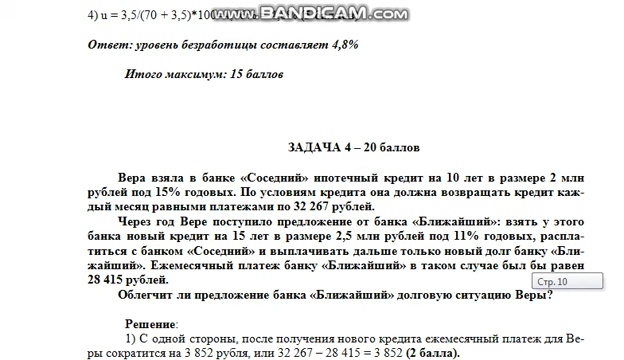 www.BANDICAM.com
4) u = 3,5/(70 + 3,5)*100
Ответ: уровень безработицы составляет 4,8%
Итого максимум: 15 баллов
ЗАДАЧА 4 – 20 баллов
Вера взяла в банке «Соседний» ипотечный кредит на 10 лет в размере 2 млн
рублей под 15% годовых. По условиям кредита она должна возвращать кредит каж-
дый месяц равными платежами по 32 267 рублей.
Через год Вере поступило предложение от банка «Ближайший»: взять у этого
банка новый кредит на 15 лет в размере 2,5 млн рублей под 11% годовых, распла-
титься с банком «Соседний» и выплачивать дальше только новый долг банку «Бли-
жайший». Ежемесячный платеж банку «Ближайший» в таком случае был бы равен
28 415 рублей.
Стр. 10
Облегчит ли предложение банка «Ближайший» долговую ситуацию Веры?
Решение:
1) С одной стороны, после получения нового кредита ежемесячный платеж для Ве-
ры сократится на 3 852 рубля, или 32 267 – 28 415 = 3 852 (2 балла).